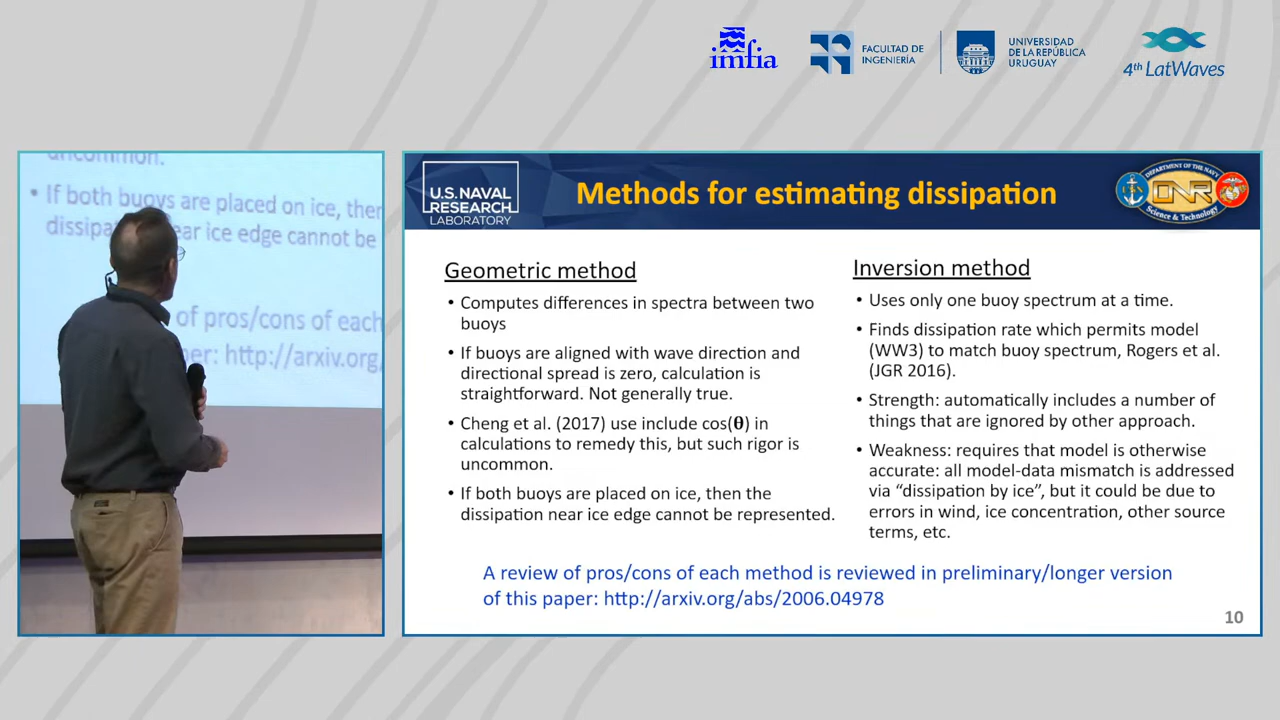 imfia
FACULTAD DE
INGENIERÍA
UNIVERSIDAD
DE LA REPÚBLICA
URUGUAY
4th LatWaves
uncommon.
If both buoys are placed on ice, then
dissipa near ice edge cannot be
of pros/cons of each
per: http://arxiv.org/
U.S. NAVAL
RESEARCH
LABORATORY
Methods for estimating dissipation
DEPARTMENT OF THE NAVY
ONR
Science & Technology
Geometric method
• Computes differences in spectra between two
buoys
• If buoys are aligned with wave direction and
directional spread is zero, calculation is
straightforward. Not generally true.
• Cheng et al. (2017) use include cos(θ) in
calculations to remedy this, but such rigor is
uncommon.
• If both buoys are placed on ice, then the
dissipation near ice edge cannot be represented.
Inversion method
• Uses only one buoy spectrum at a time.
• Finds dissipation rate which permits model
(WW3) to match buoy spectrum, Rogers et al.
(JGR 2016).
• Strength: automatically includes a number of
things that are ignored by other approach.
• Weakness: requires that model is otherwise
accurate: all model-data mismatch is addressed
via “dissipation by ice”, but it could be due to
errors in wind, ice concentration, other source
terms, etc.
A review of pros/cons of each method is reviewed in preliminary/longer version
of this paper: http://arxiv.org/abs/2006.04978
10